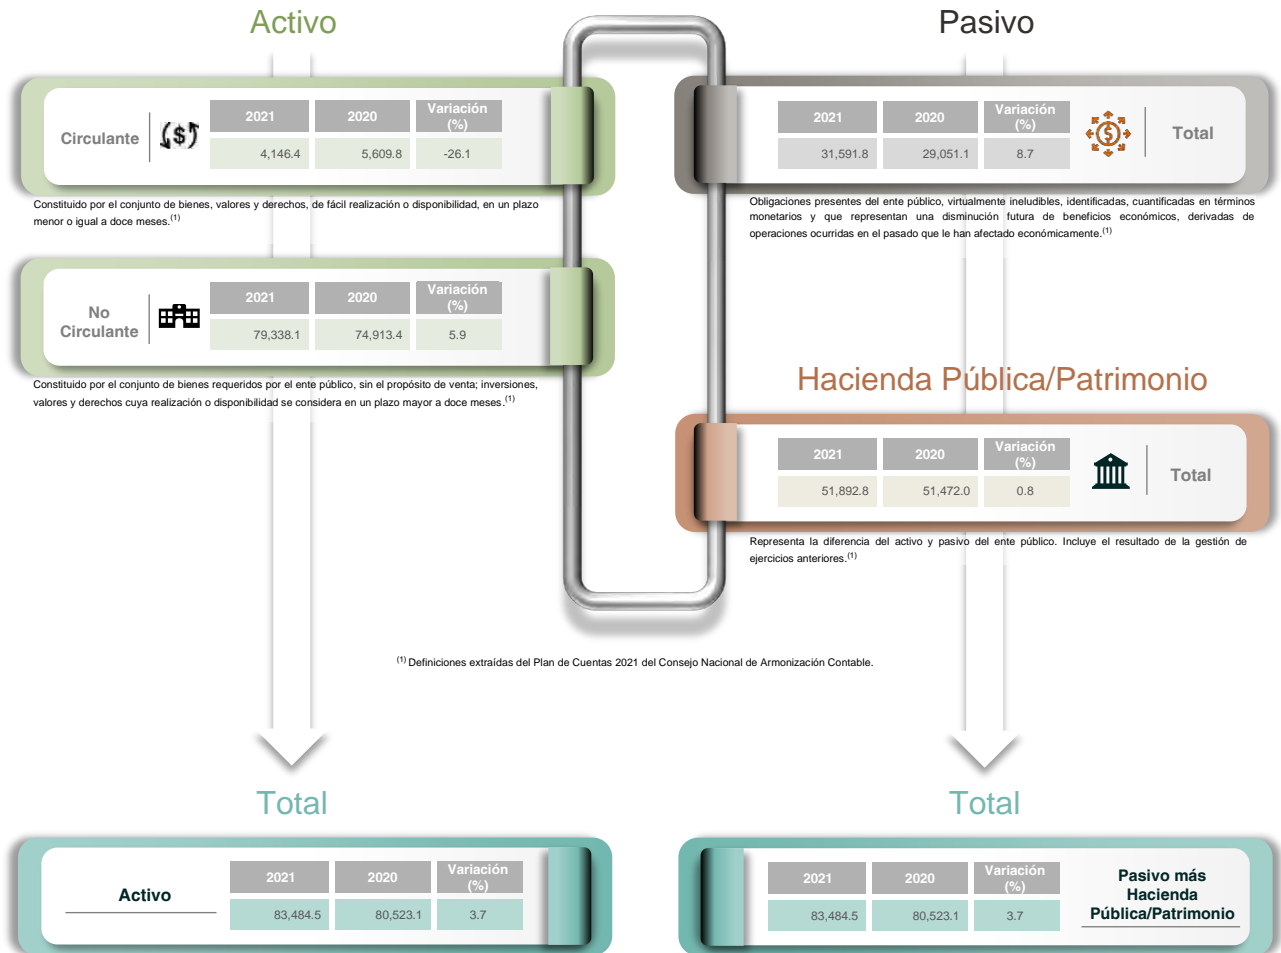 Activo
Circulante
2021 2020 Variación
(%)
4,146.4 5,609.8 -26.1
Constituido por el conjunto de bienes, valores y derechos, de fácil realización o disponibilidad, en un plazo
menor o igual a doce meses.(1)
No
Circulante
2021 2020 Variación
(%)
79,338.1 74,913.4 5.9
Constituido por el conjunto de bienes requeridos por el ente público, sin el propósito de venta; inversiones,
valores y derechos cuya realización o disponibilidad se considera en un plazo mayor a doce meses.(1)
Pasivo
2021 2020 Variación
(%)
31,591.8 29,051.1 8.7
Total
Obligaciones presentes del ente público, virtualmente ineludibles, identificadas, cuantificadas en términos
monetarios y que representan una disminución futura de beneficios económicos, derivadas de
operaciones ocurridas en el pasado que le han afectado económicamente.(1)
Hacienda Pública/Patrimonio
2021 2020 Variación
(%)
51,892.8 51,472.0 0.8
Total
Representa la diferencia del activo y pasivo del ente público. Incluye el resultado de la gestión de
ejercicios anteriores.(1)
(1) Definiciones extraídas del Plan de Cuentas 2021 del Consejo Nacional de Armonización Contable.
Total
Activo
2021 2020 Variación
(%)
83,484.5 80,523.1 3.7
Total
2021 2020 Variación
(%)
83,484.5 80,523.1 3.7
Pasivo más
Hacienda
Pública/Patrimonio